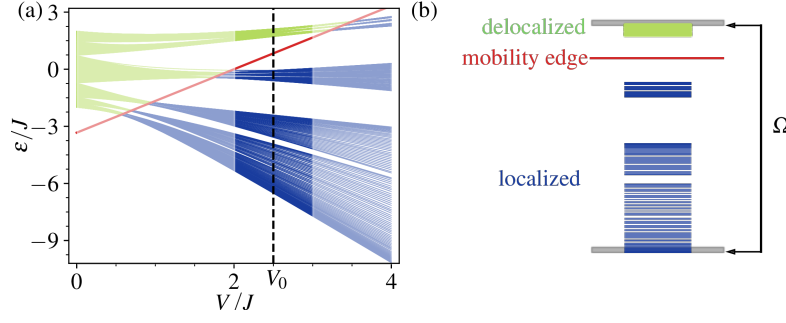 (a)
3
0
−3
−6
−9
ε/J
0
2
V₀
4
V/J
(b)
delocalized
mobility edge
localized
Ω